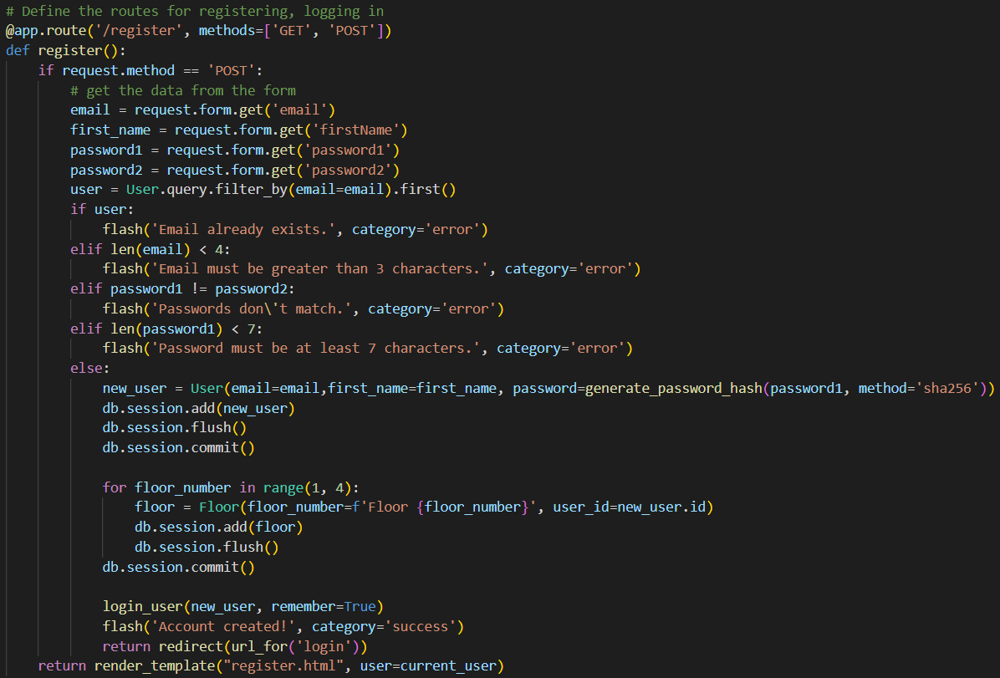 # Define the routes for registering, logging in
@app.route('/register', methods=['GET', 'POST'])
def register():
    if request.method == 'POST':
        # get the data from the form
        email = request.form.get('email')
        first_name = request.form.get('firstName')
        password1 = request.form.get('password1')
        password2 = request.form.get('password2')
        user = User.query.filter_by(email=email).first()
        if user:
            flash('Email already exists.', category='error')
        elif len(email) < 4:
            flash('Email must be greater than 3 characters.', category='error')
        elif password1 != password2:
            flash('Passwords don\'t match.', category='error')
        elif len(password1) < 7:
            flash('Password must be at least 7 characters.', category='error')
        else:
            new_user = User(email=email,first_name=first_name, password=generate_password_hash(password1, method='sha256'))
            db.session.add(new_user)
            db.session.flush()
            db.session.commit()

            for floor_number in range(1, 4):
                floor = Floor(floor_number=f'Floor {floor_number}', user_id=new_user.id)
                db.session.add(floor)
                db.session.flush()
            db.session.commit()

            login_user(new_user, remember=True)
            flash('Account created!', category='success')
            return redirect(url_for('login'))
    return render_template("register.html", user=current_user)